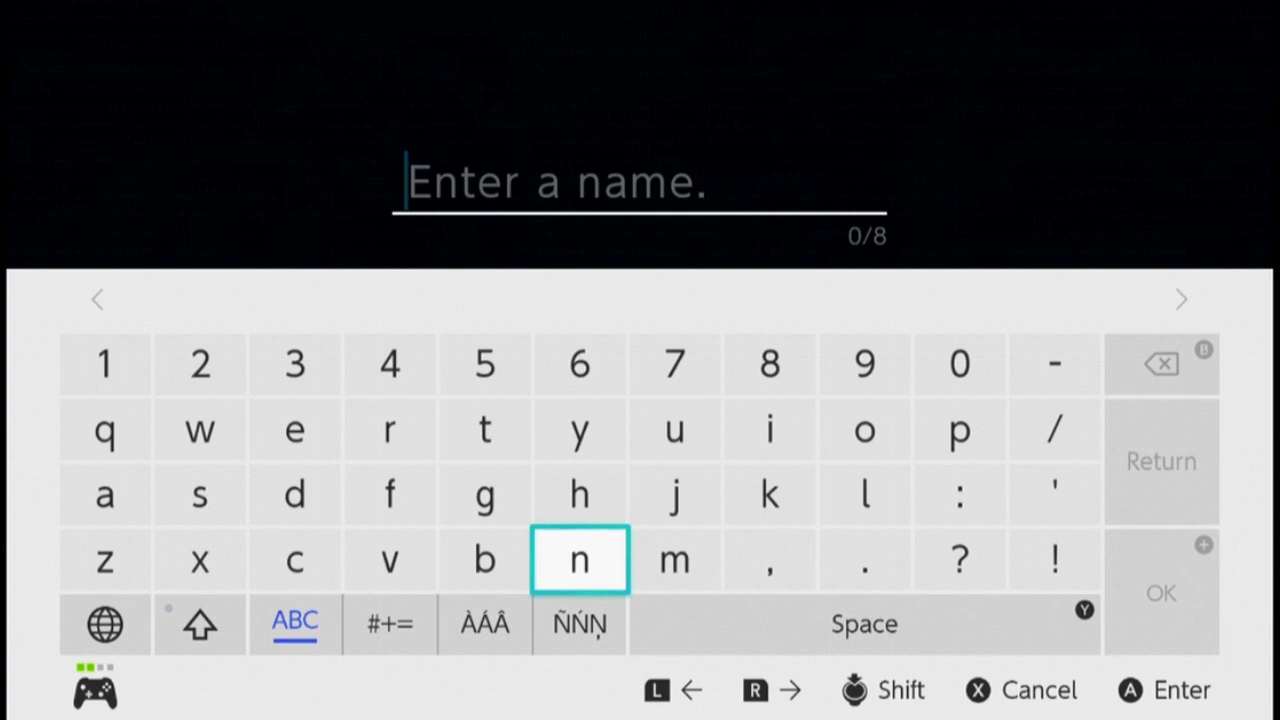 Enter a name.
0/8
< >
1 2 3 4 5 6 7 8 9 0 - B
q w e r t y u i o p / Return
a s d f g h j k l : '
z x c v b n m , . ? ! +
ABC #+= ÀÁÂ ÑŃŅ Space Y OK
L ← R → Shift X Cancel A Enter